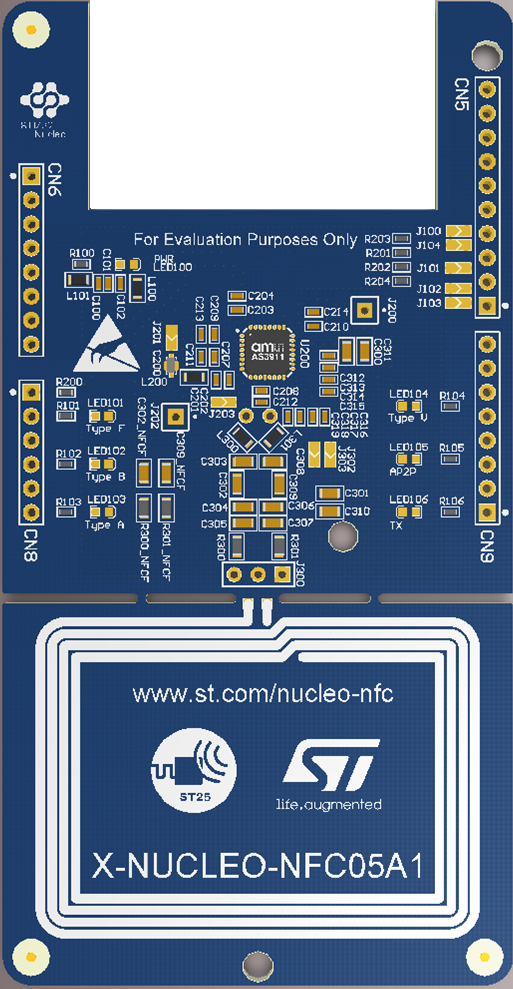 STM32
Nucleo
CN6
CN5
For Evaluation Purposes Only
R203
R201
R202
R204
J100
J104
J101
J102
J103
R100
C101
PWR
LED100
L101
C100
C102
L100
C204
C203
C213
C209
J201
C200
L200
C211
C207
C201
C202
J203
am
AS3911
U200
C214
C210
J200
C311
C300
C312
C313
C314
C315
C208
C212
C319
C318
C317
C316
R200
R101
LED101
Type F
R102
LED102
Type B
R103
LED103
Type A
CN8
J202
C302_NFCF
C309_NFCF
R300_NFCF
R301_NFCF
L300
L301
C303
C308
J303
J302
C302
C309
C304
C305
C306
C307
C301
C310
R300
R301
J300
LED104
Type V
R104
LED105
AP2P
R105
LED106
TX
R106
CN9
www.st.com/nucleo-nfc
ST25
ST
life.augmented
X-NUCLEO-NFC05A1